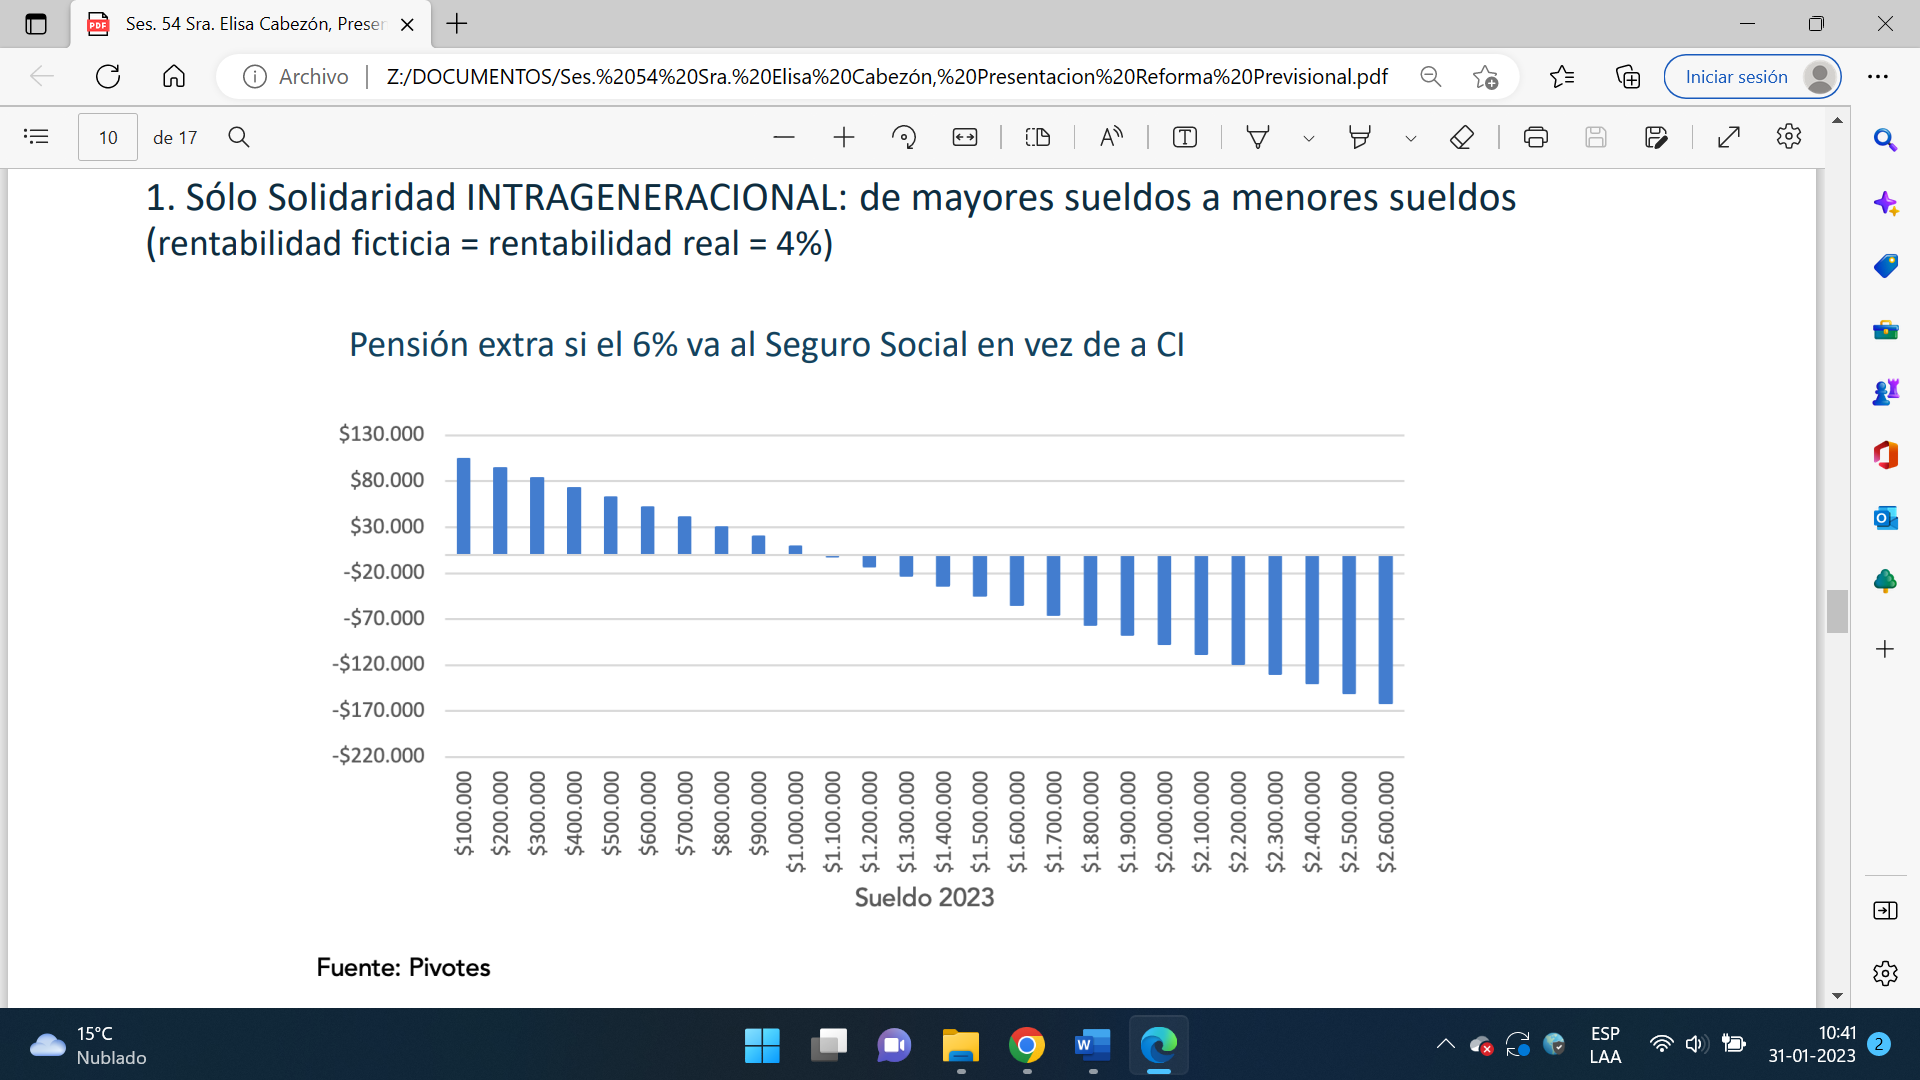 Ses. 54 Sra. Elisa Cabezón, Preser
Archivo
Z:/DOCUMENTOS/Ses.%2054%20Sra.%20Elisa%20Cabezón,%20Presentacion%20Reforma%20Previsional.pdf
Iniciar sesión
10
de 17
1. Sólo Solidaridad INTRAGENERACIONAL: de mayores sueldos a menores sueldos
(rentabilidad ficticia = rentabilidad real = 4%)
Pensión extra si el 6% va al Seguro Social en vez de a CI
$130.000
$80.000
$30.000
-$20.000
-$70.000
-$120.000
-$170.000
-$220.000
$100.000
$200.000
$300.000
$400.000
$500.000
$600.000
$700.000
$800.000
$900.000
$1.000.000
$1.100.000
$1.200.000
$1.300.000
$1.400.000
$1.500.000
$1.600.000
$1.700.000
$1.800.000
$1.900.000
$2.000.000
$2.100.000
$2.200.000
$2.300.000
$2.400.000
$2.500.000
$2.600.000
Sueldo 2023
Fuente: Pivotes
15°C
Nublado
ESP
LAA
10:41
31-01-2023
2